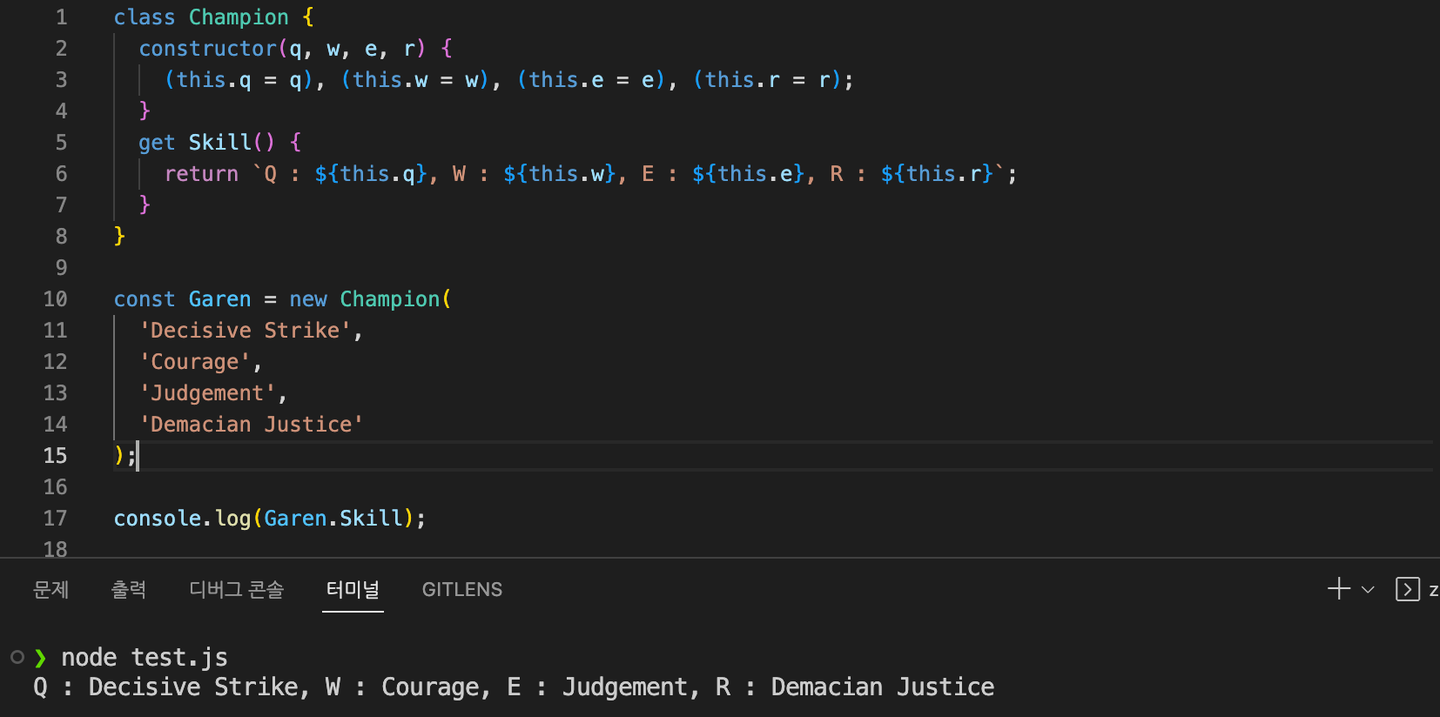 1 class Champion {
2 constructor(q, w, e, r) {
3 (this.q = q), (this.w = w), (this.e = e), (this.r = r);
4 }
5 get Skill() {
6 return `Q : ${this.q}, W : ${this.w}, E : ${this.e}, R : ${this.r}`;
7 }
8 }
9
10 const Garen = new Champion(
11 'Decisive Strike',
12 'Courage',
13 'Judgement',
14 'Demacian Justice'
15 );
16
17 console.log(Garen.Skill);
18
문제 출력 디버그 콘솔 터미널 GITLENS z
❯ node test.js
Q : Decisive Strike, W : Courage, E : Judgement, R : Demacian Justice